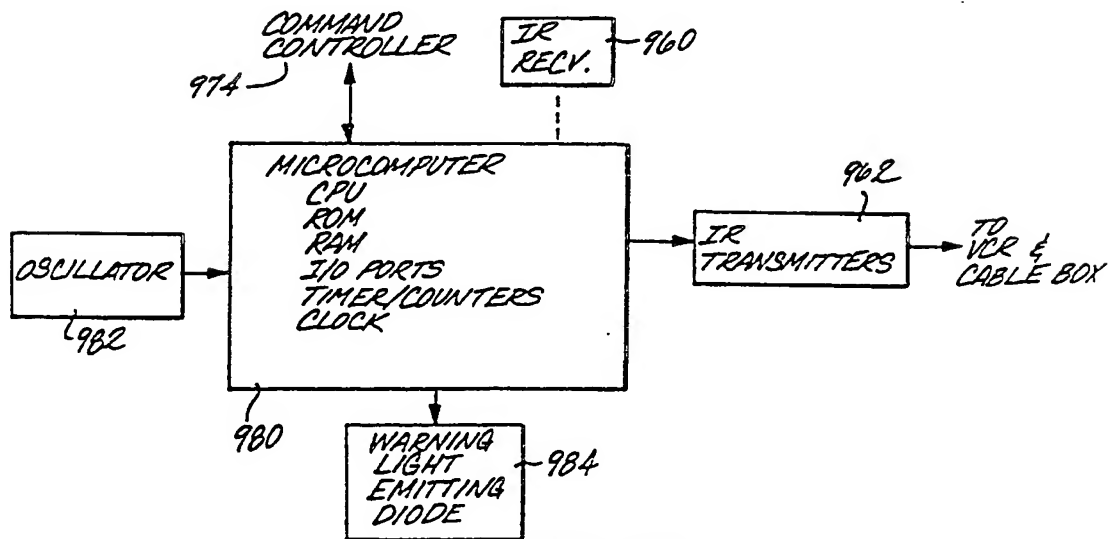 COMMAND
CONTROLLER
974
IR
RECV.
960
MICROCOMPUTER
CPU
ROM
RAM
I/O PORTS
TIMER/COUNTERS
CLOCK
980
OSCILLATOR
982
IR
TRANSMITTERS
962
TO
VCR &
CABLE BOX
WARNING
LIGHT
EMITTING
DIODE
984